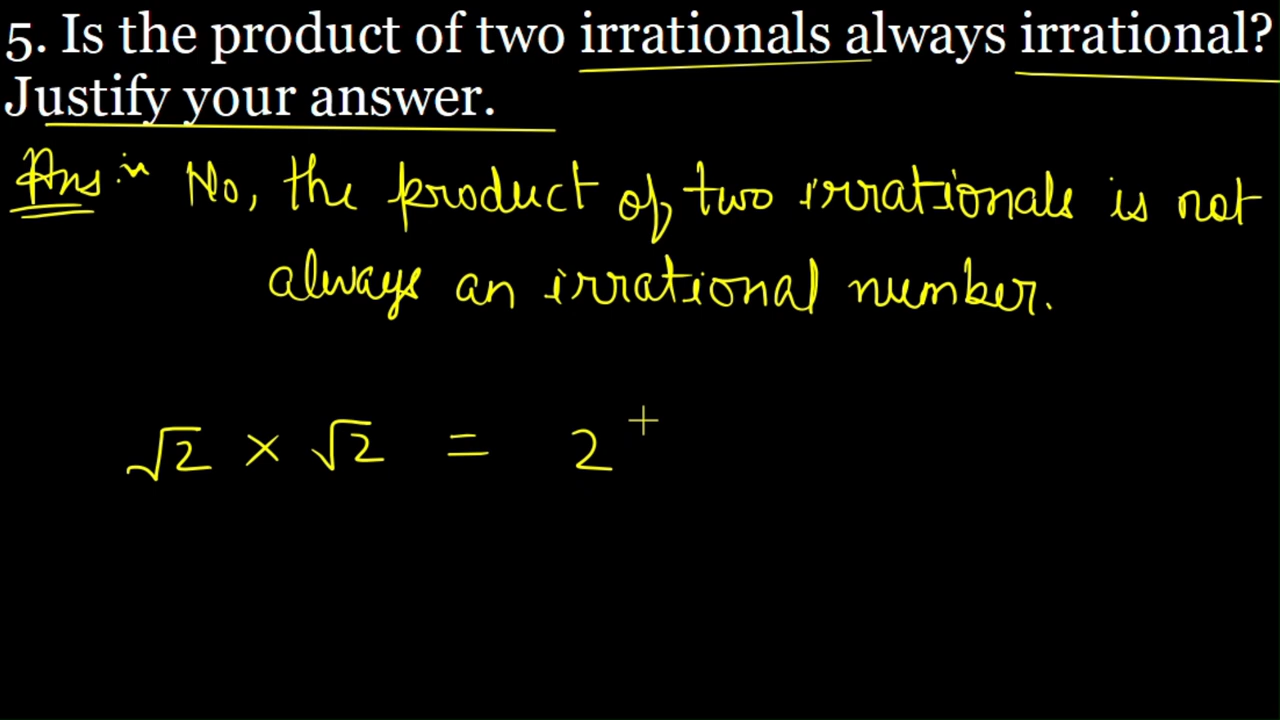 5. Is the product of two irrationals always irrational?
Justify your answer.
Ans :- No, the product of two irrationals is not
always an irrational number.
√2 × √2 = 2